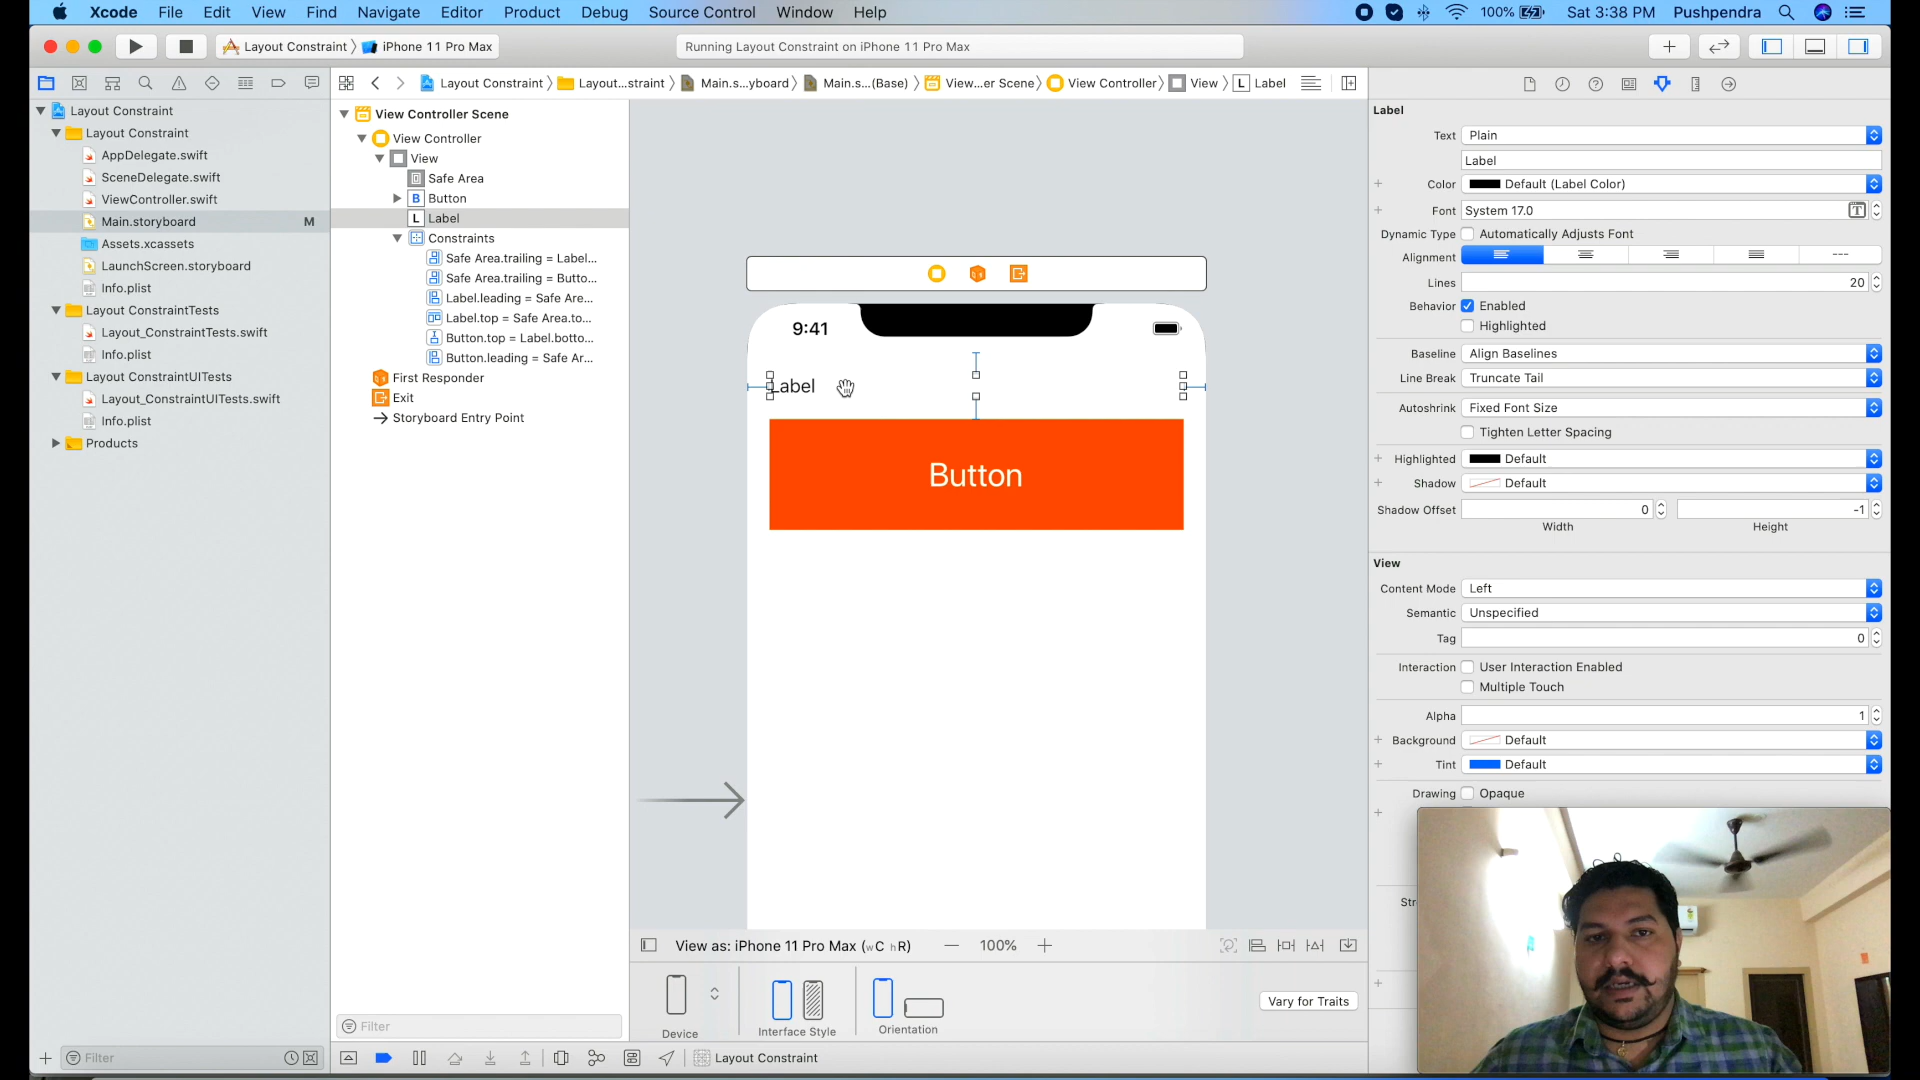 Xcode File Edit View Find Navigate Editor Product Debug Source Control Window Help 100% Sat 3:38 PM Pushpendra
Layout Constraint iPhone 11 Pro Max
Running Layout Constraint on iPhone 11 Pro Max
Layout Constraint Layout...straint Main.s...yboard Main.s...(Base) View...er Scene View Controller View L Label
Layout Constraint
Layout Constraint
AppDelegate.swift
SceneDelegate.swift
ViewController.swift
Main.storyboard M
Assets.xcassets
LaunchScreen.storyboard
Info.plist
Layout ConstraintTests
Layout_ConstraintTests.swift
Info.plist
Layout ConstraintUITests
Layout_ConstraintUITests.swift
Info.plist
Products
Filter
View Controller Scene
View Controller
View
Safe Area
B Button
L Label
Constraints
Safe Area.trailing = Label...
Safe Area.trailing = Butto...
Label.leading = Safe Are...
Label.top = Safe Area.to...
Button.top = Label.botto...
Button.leading = Safe Ar...
First Responder
Exit
Storyboard Entry Point
Filter
9:41
Label
Button
View as: iPhone 11 Pro Max (wC hR) 100%
Device
Interface Style
Orientation
Vary for Traits
Layout Constraint
Label
Text Plain
Label
Color Default (Label Color)
Font System 17.0
Dynamic Type Automatically Adjusts Font
Alignment
Lines 20
Behavior Enabled
Highlighted
Baseline Align Baselines
Line Break Truncate Tail
Autoshrink Fixed Font Size
Tighten Letter Spacing
Highlighted Default
Shadow Default
Shadow Offset 0 -1
Width Height
View
Content Mode Left
Semantic Unspecified
Tag 0
Interaction User Interaction Enabled
Multiple Touch
Alpha 1
Background Default
Tint Default
Drawing Opaque